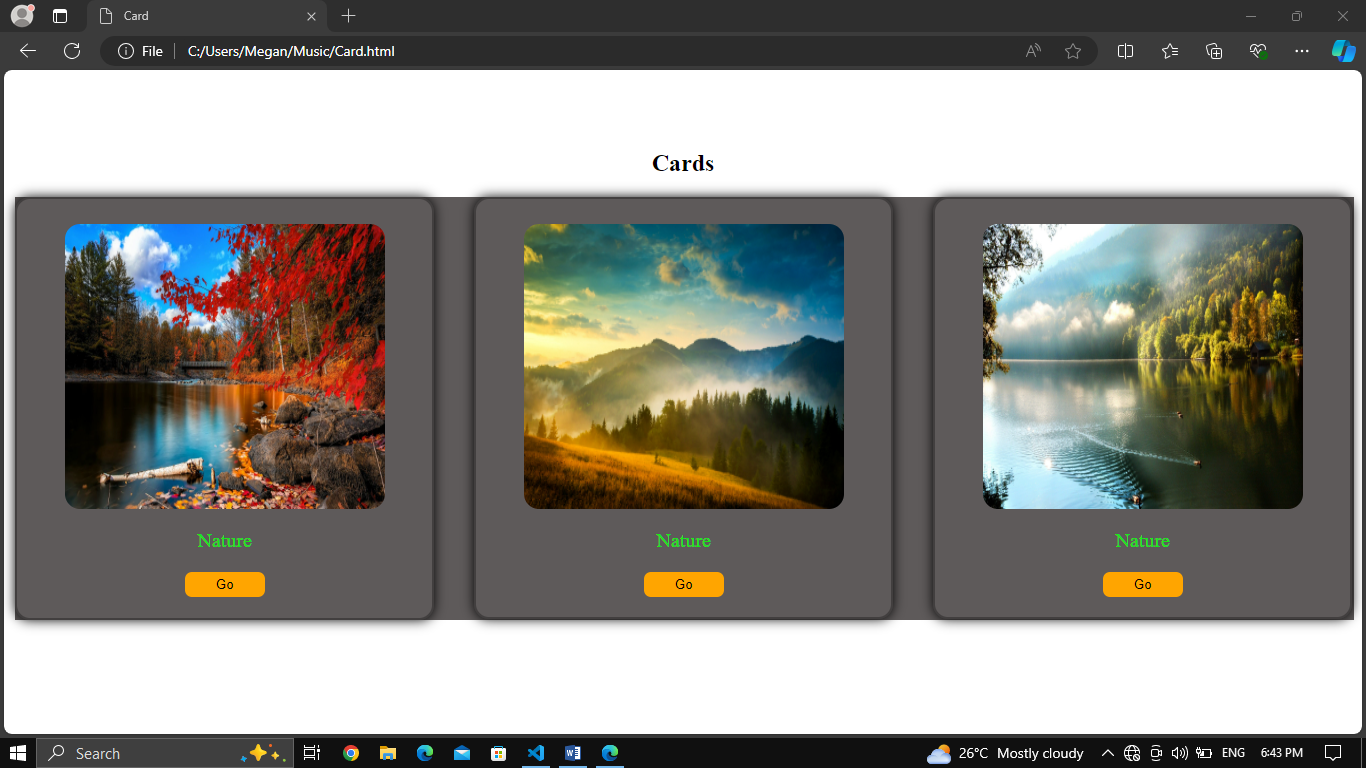 Card
File C:/Users/Megan/Music/Card.html
Cards
Nature Nature Nature
Go Go Go
Search 26°C Mostly cloudy ENG 6:43 PM